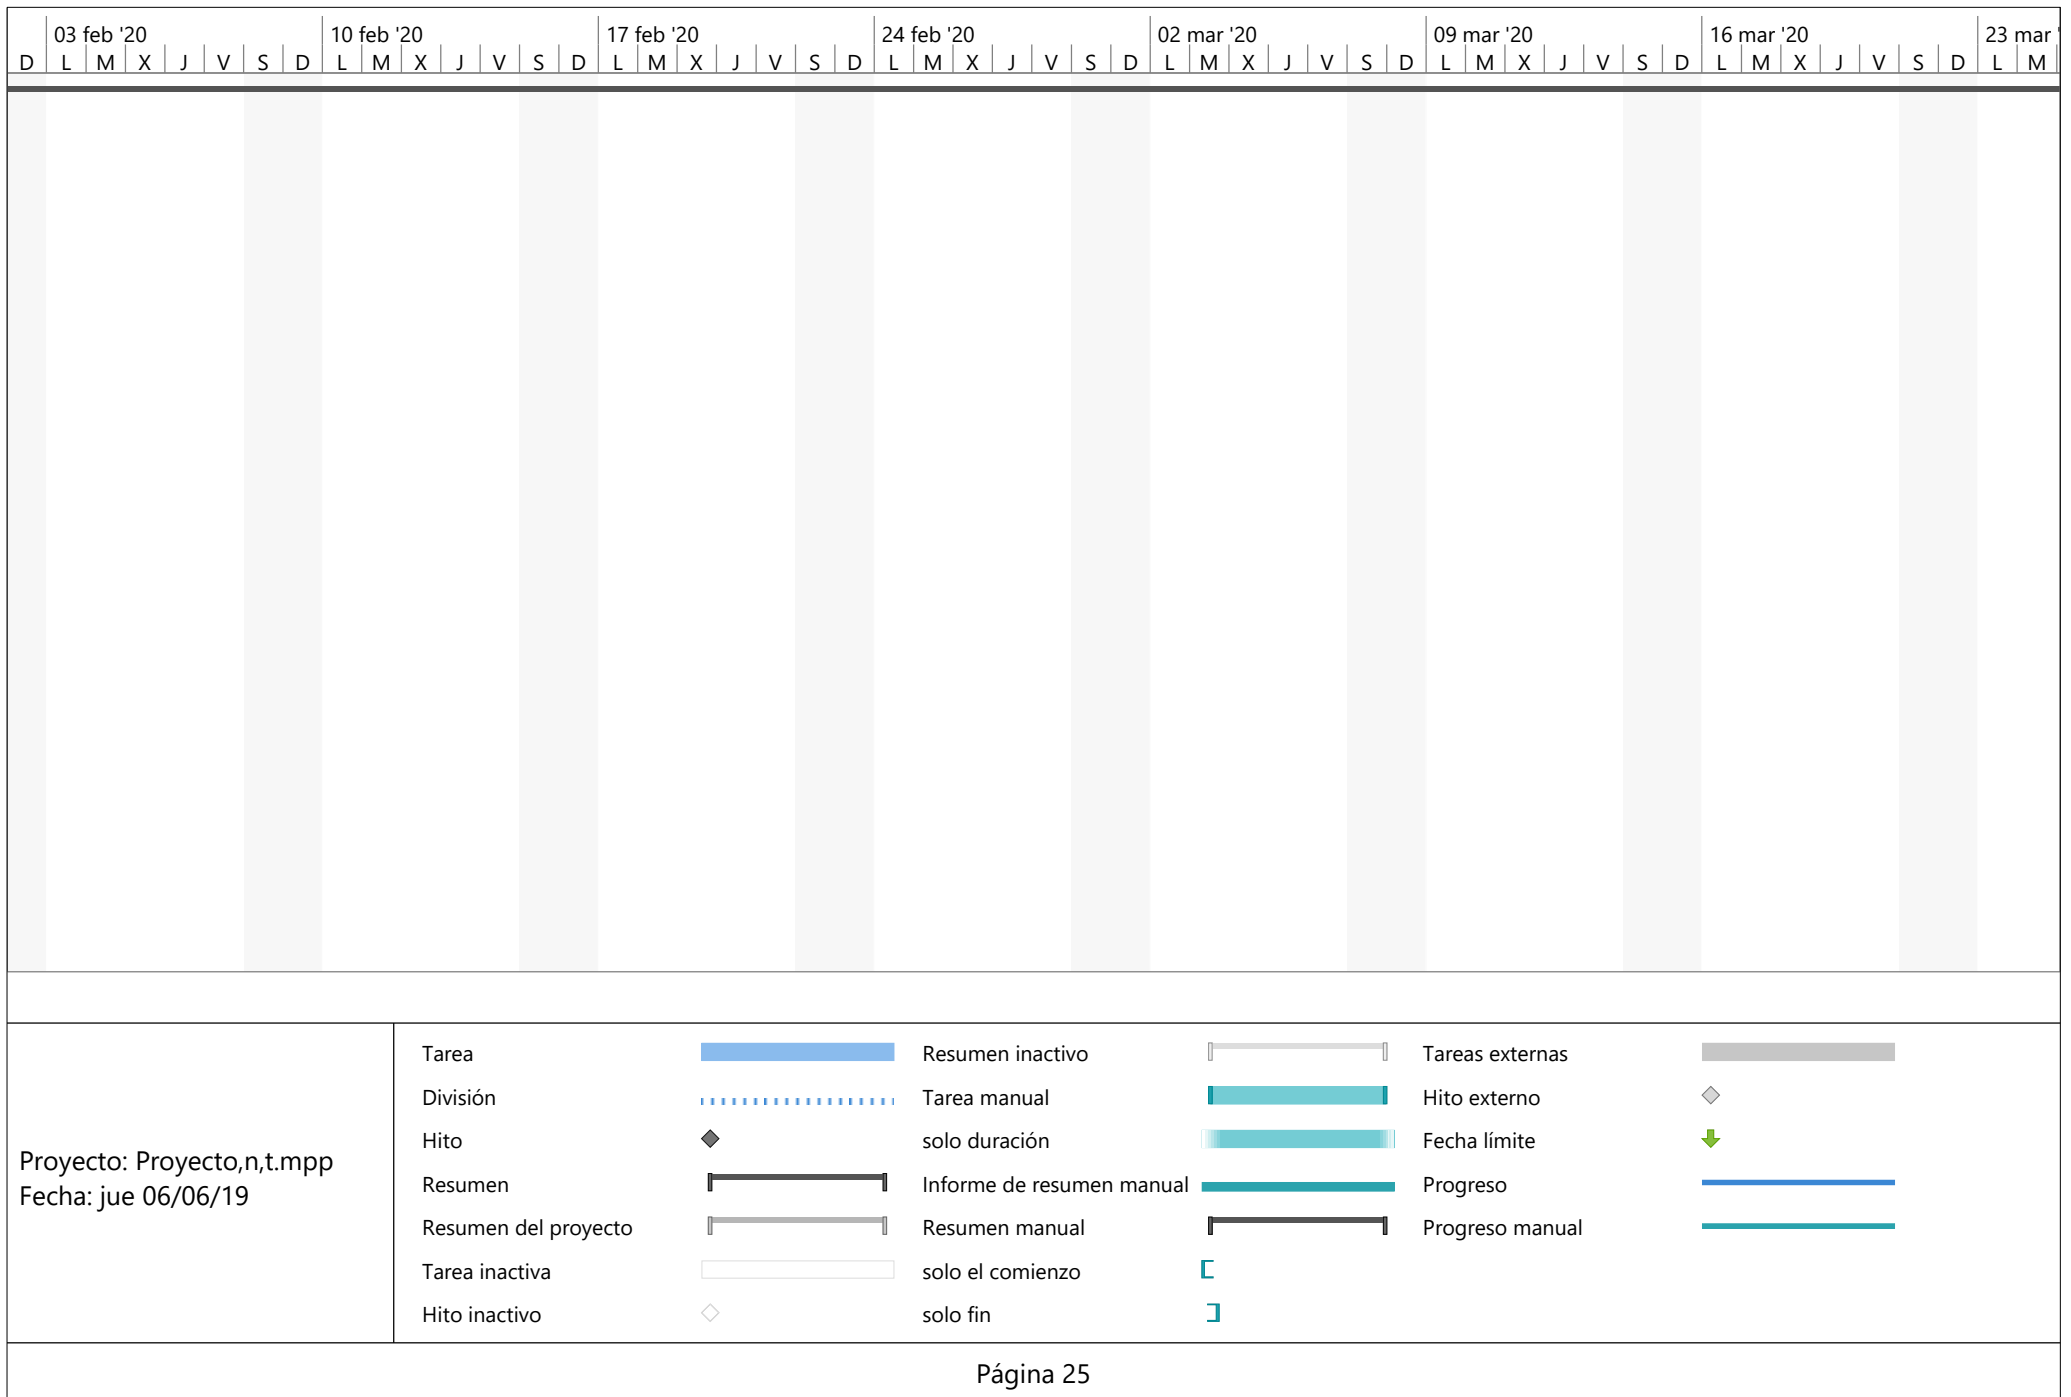 03 feb '20 10 feb '20 17 feb '20 24 feb '20 02 mar '20 09 mar '20 16 mar '20 23 mar '
D L M X J V S D L M X J V S D L M X J V S D L M X J V S D L M X J V S D L M X J V S D L M X J V S D L M
Tarea
División
Hito
Resumen
Resumen del proyecto
Tarea inactiva
Hito inactivo
Resumen inactivo
Tarea manual
solo duración
Informe de resumen manual
Resumen manual
solo el comienzo
solo fin
Tareas externas
Hito externo
Fecha límite
Progreso
Progreso manual
Proyecto: Proyecto,n,t.mpp
Fecha: jue 06/06/19
Página 25